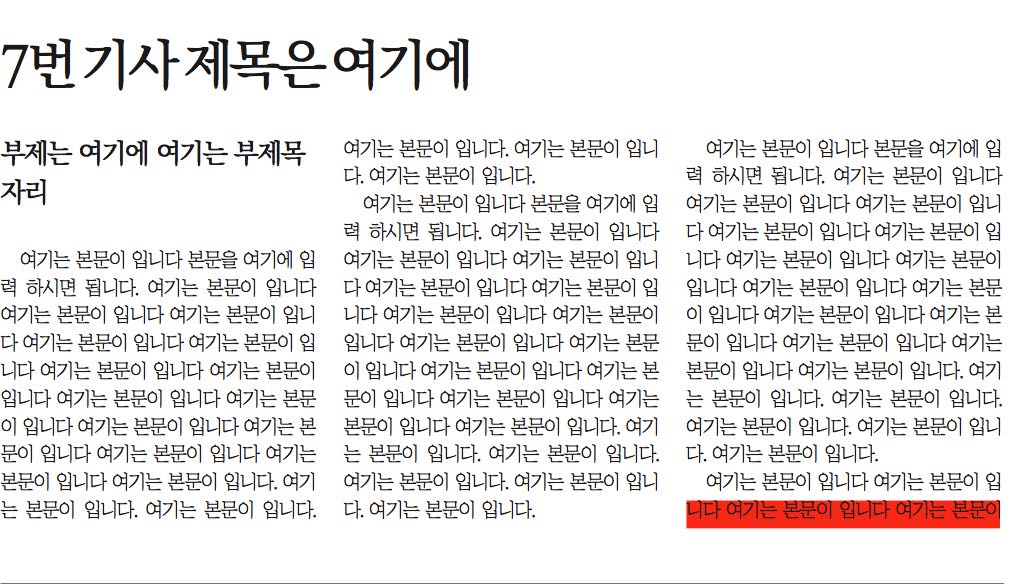 7번 기사 제목은 여기에
부제는 여기에 여기는 부제목
자리
여기는 본문이 입니다 본문을 여기에 입
력 하시면 됩니다. 여기는 본문이 입니다
여기는 본문이 입니다 여기는 본문이 입니
다 여기는 본문이 입니다 여기는 본문이 입
니다 여기는 본문이 입니다 여기는 본문이
입니다 여기는 본문이 입니다 여기는 본문
이 입니다 여기는 본문이 입니다 여기는 본
문이 입니다 여기는 본문이 입니다 여기는
본문이 입니다 여기는 본문이 입니다. 여기
는 본문이 입니다. 여기는 본문이 입니다.
여기는 본문이 입니다. 여기는 본문이 입니
다. 여기는 본문이 입니다.
여기는 본문이 입니다 본문을 여기에 입
력 하시면 됩니다. 여기는 본문이 입니다
여기는 본문이 입니다 여기는 본문이 입니
다 여기는 본문이 입니다 여기는 본문이 입
니다 여기는 본문이 입니다 여기는 본문이
입니다 여기는 본문이 입니다 여기는 본문
이 입니다 여기는 본문이 입니다 여기는 본
문이 입니다 여기는 본문이 입니다 여기는
본문이 입니다 여기는 본문이 입니다. 여기
는 본문이 입니다. 여기는 본문이 입니다.
여기는 본문이 입니다. 여기는 본문이 입니
다. 여기는 본문이 입니다.
여기는 본문이 입니다 본문을 여기에 입
력 하시면 됩니다. 여기는 본문이 입니다
여기는 본문이 입니다 여기는 본문이 입니
다 여기는 본문이 입니다 여기는 본문이 입
니다 여기는 본문이 입니다 여기는 본문이
입니다 여기는 본문이 입니다 여기는 본문
이 입니다 여기는 본문이 입니다 여기는 본
문이 입니다 여기는 본문이 입니다 여기는
본문이 입니다 여기는 본문이 입니다. 여기
는 본문이 입니다. 여기는 본문이 입니다.
여기는 본문이 입니다. 여기는 본문이 입니
다. 여기는 본문이 입니다.
여기는 본문이 입니다 여기는 본문이 입
니다 여기는 본문이 입니다 여기는 본문이